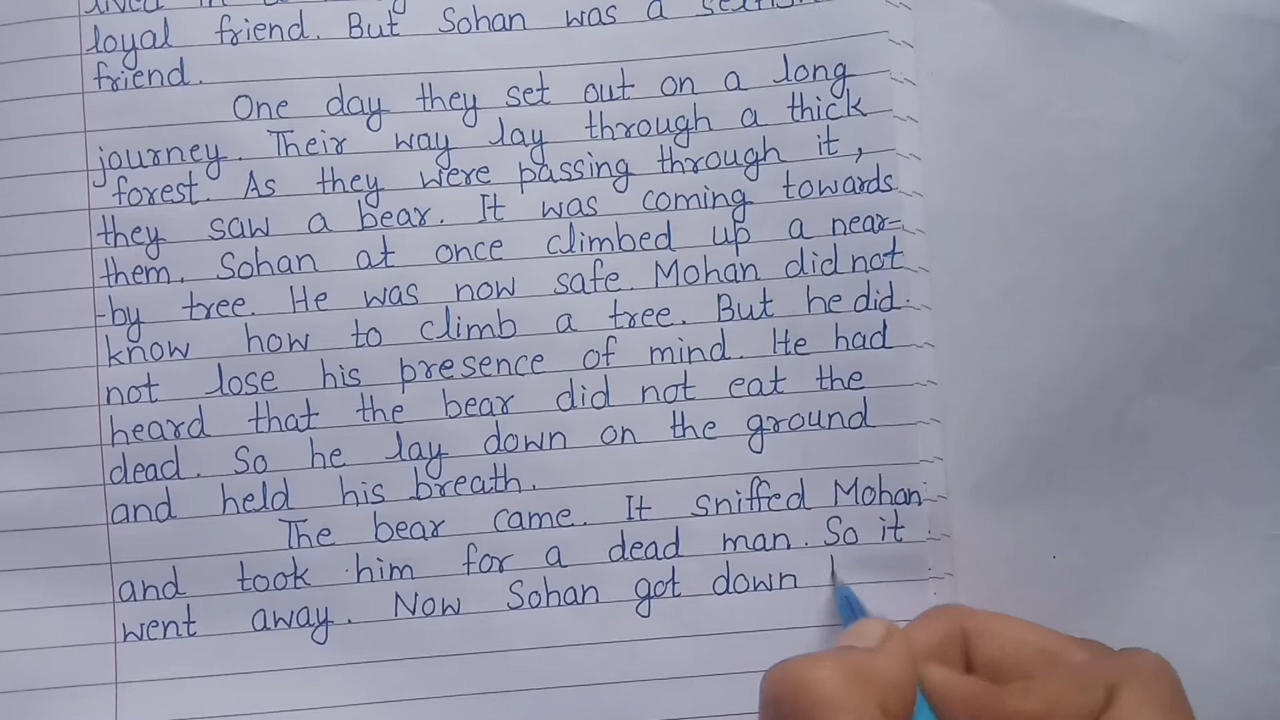 loyal friend. But Sohan was a
friend.
One day they set out on a long
journey. Their way lay through a thick
forest. As they were passing through it,
they saw a bear. It was coming towards
them. Sohan at once climbed up a near=
-by tree. He was now safe. Mohan did not
know how to climb a tree. But he did
not lose his presence of mind. He had
heard that the bear did not eat the
dead. So he lay down on the ground
and held his breath.
The bear came. It sniffed Mohan
and took him for a dead man. So it
went away. Now Sohan got down